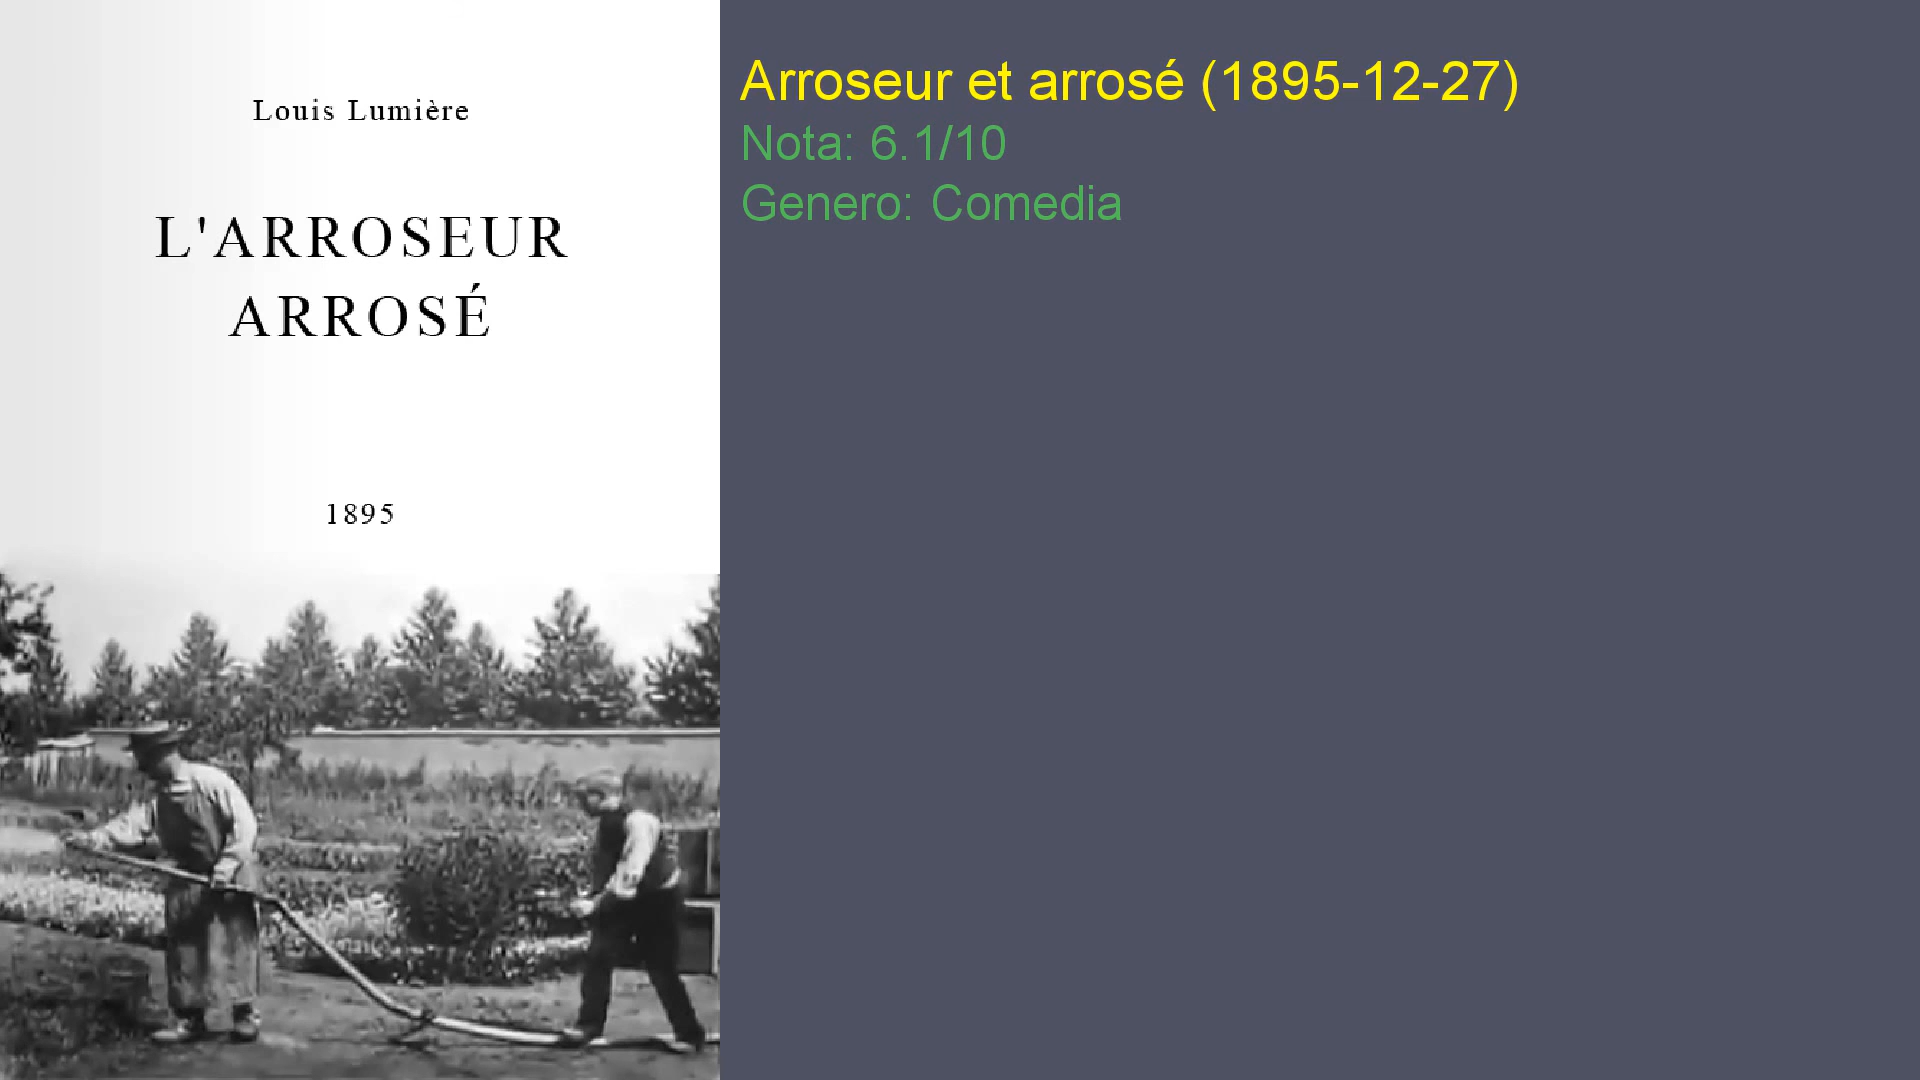 Louis Lumière
L'ARROSEUR
ARROSÉ
1895
Arroseur et arrosé (1895-12-27)
Nota: 6.1/10
Genero: Comedia